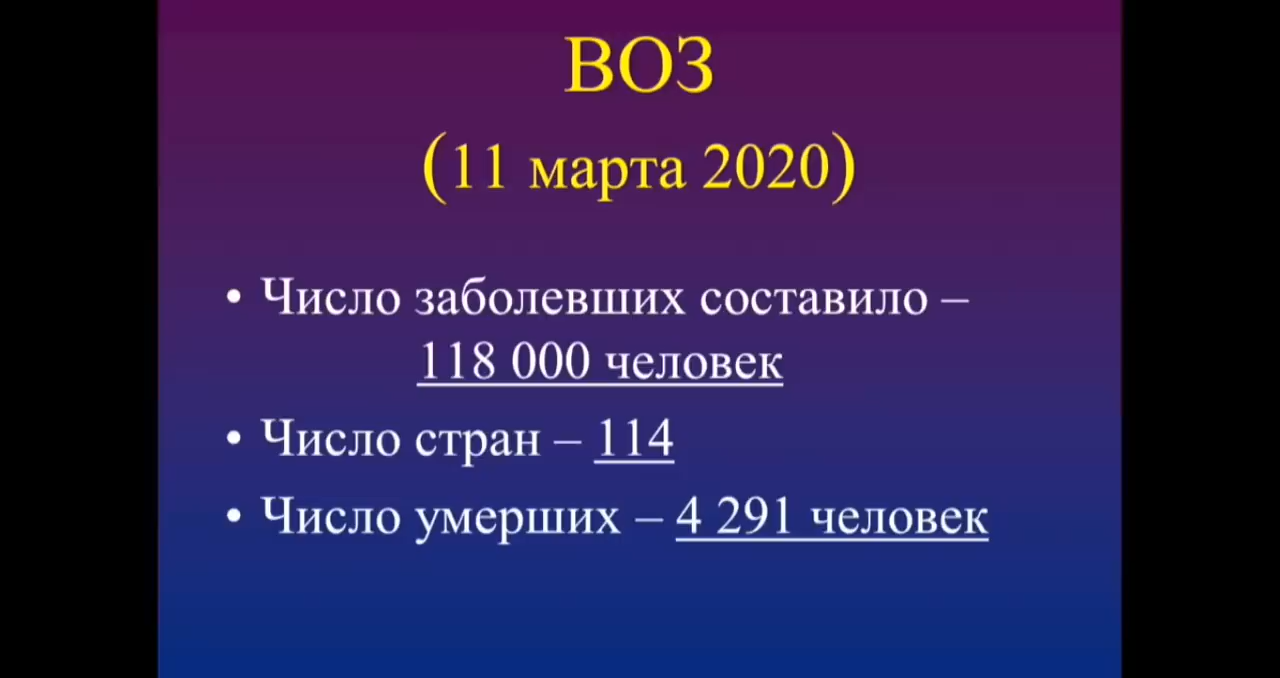 ВОЗ
(11 марта 2020)
• Число заболевших составило –
118 000 человек
• Число стран – 114
• Число умерших – 4 291 человек